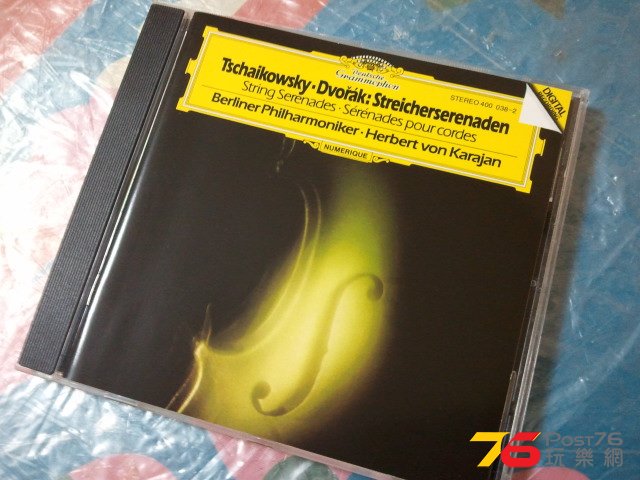 Deutsche
Grammophon
STEREO 400 038-2
DIGITAL
Tschaikowsky · Dvořák: Streicherserenaden
String Serenades · Sérénades pour cordes
Berliner Philharmoniker · Herbert von Karajan
NUMERIQUE
76 Post76
玩樂網